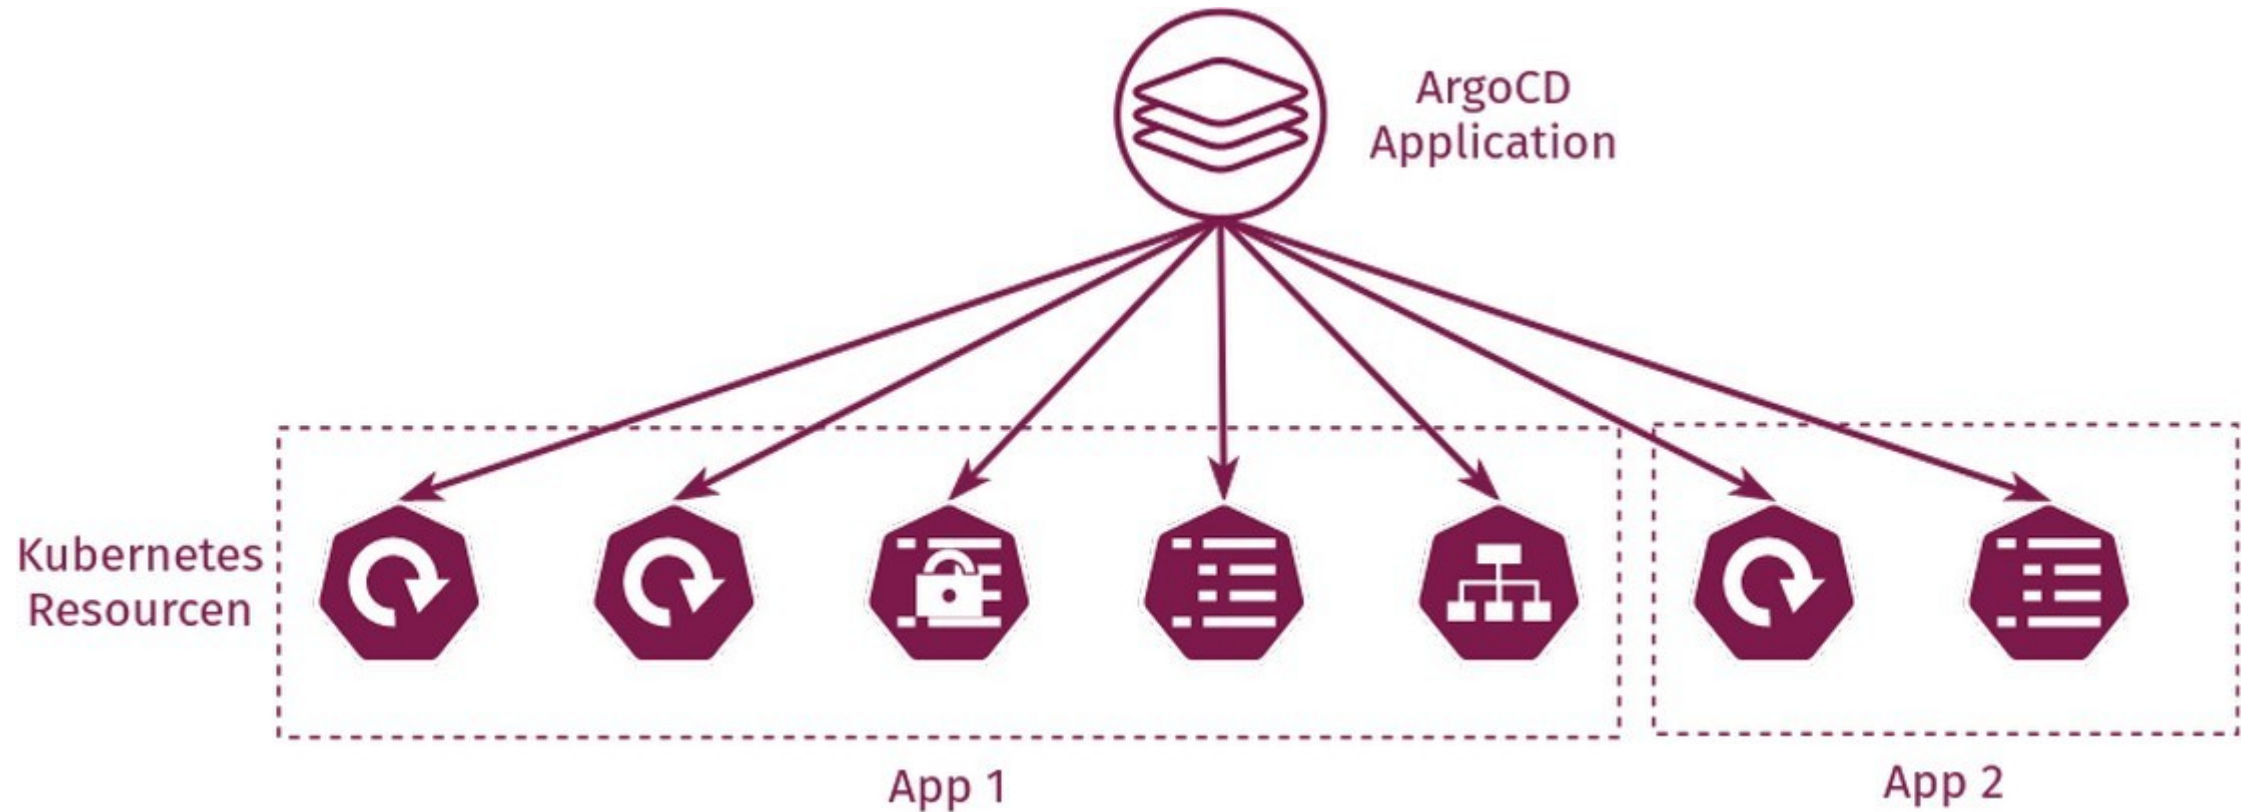 ArgoCD
Application
Kubernetes
Resourcen
App 1
App 2